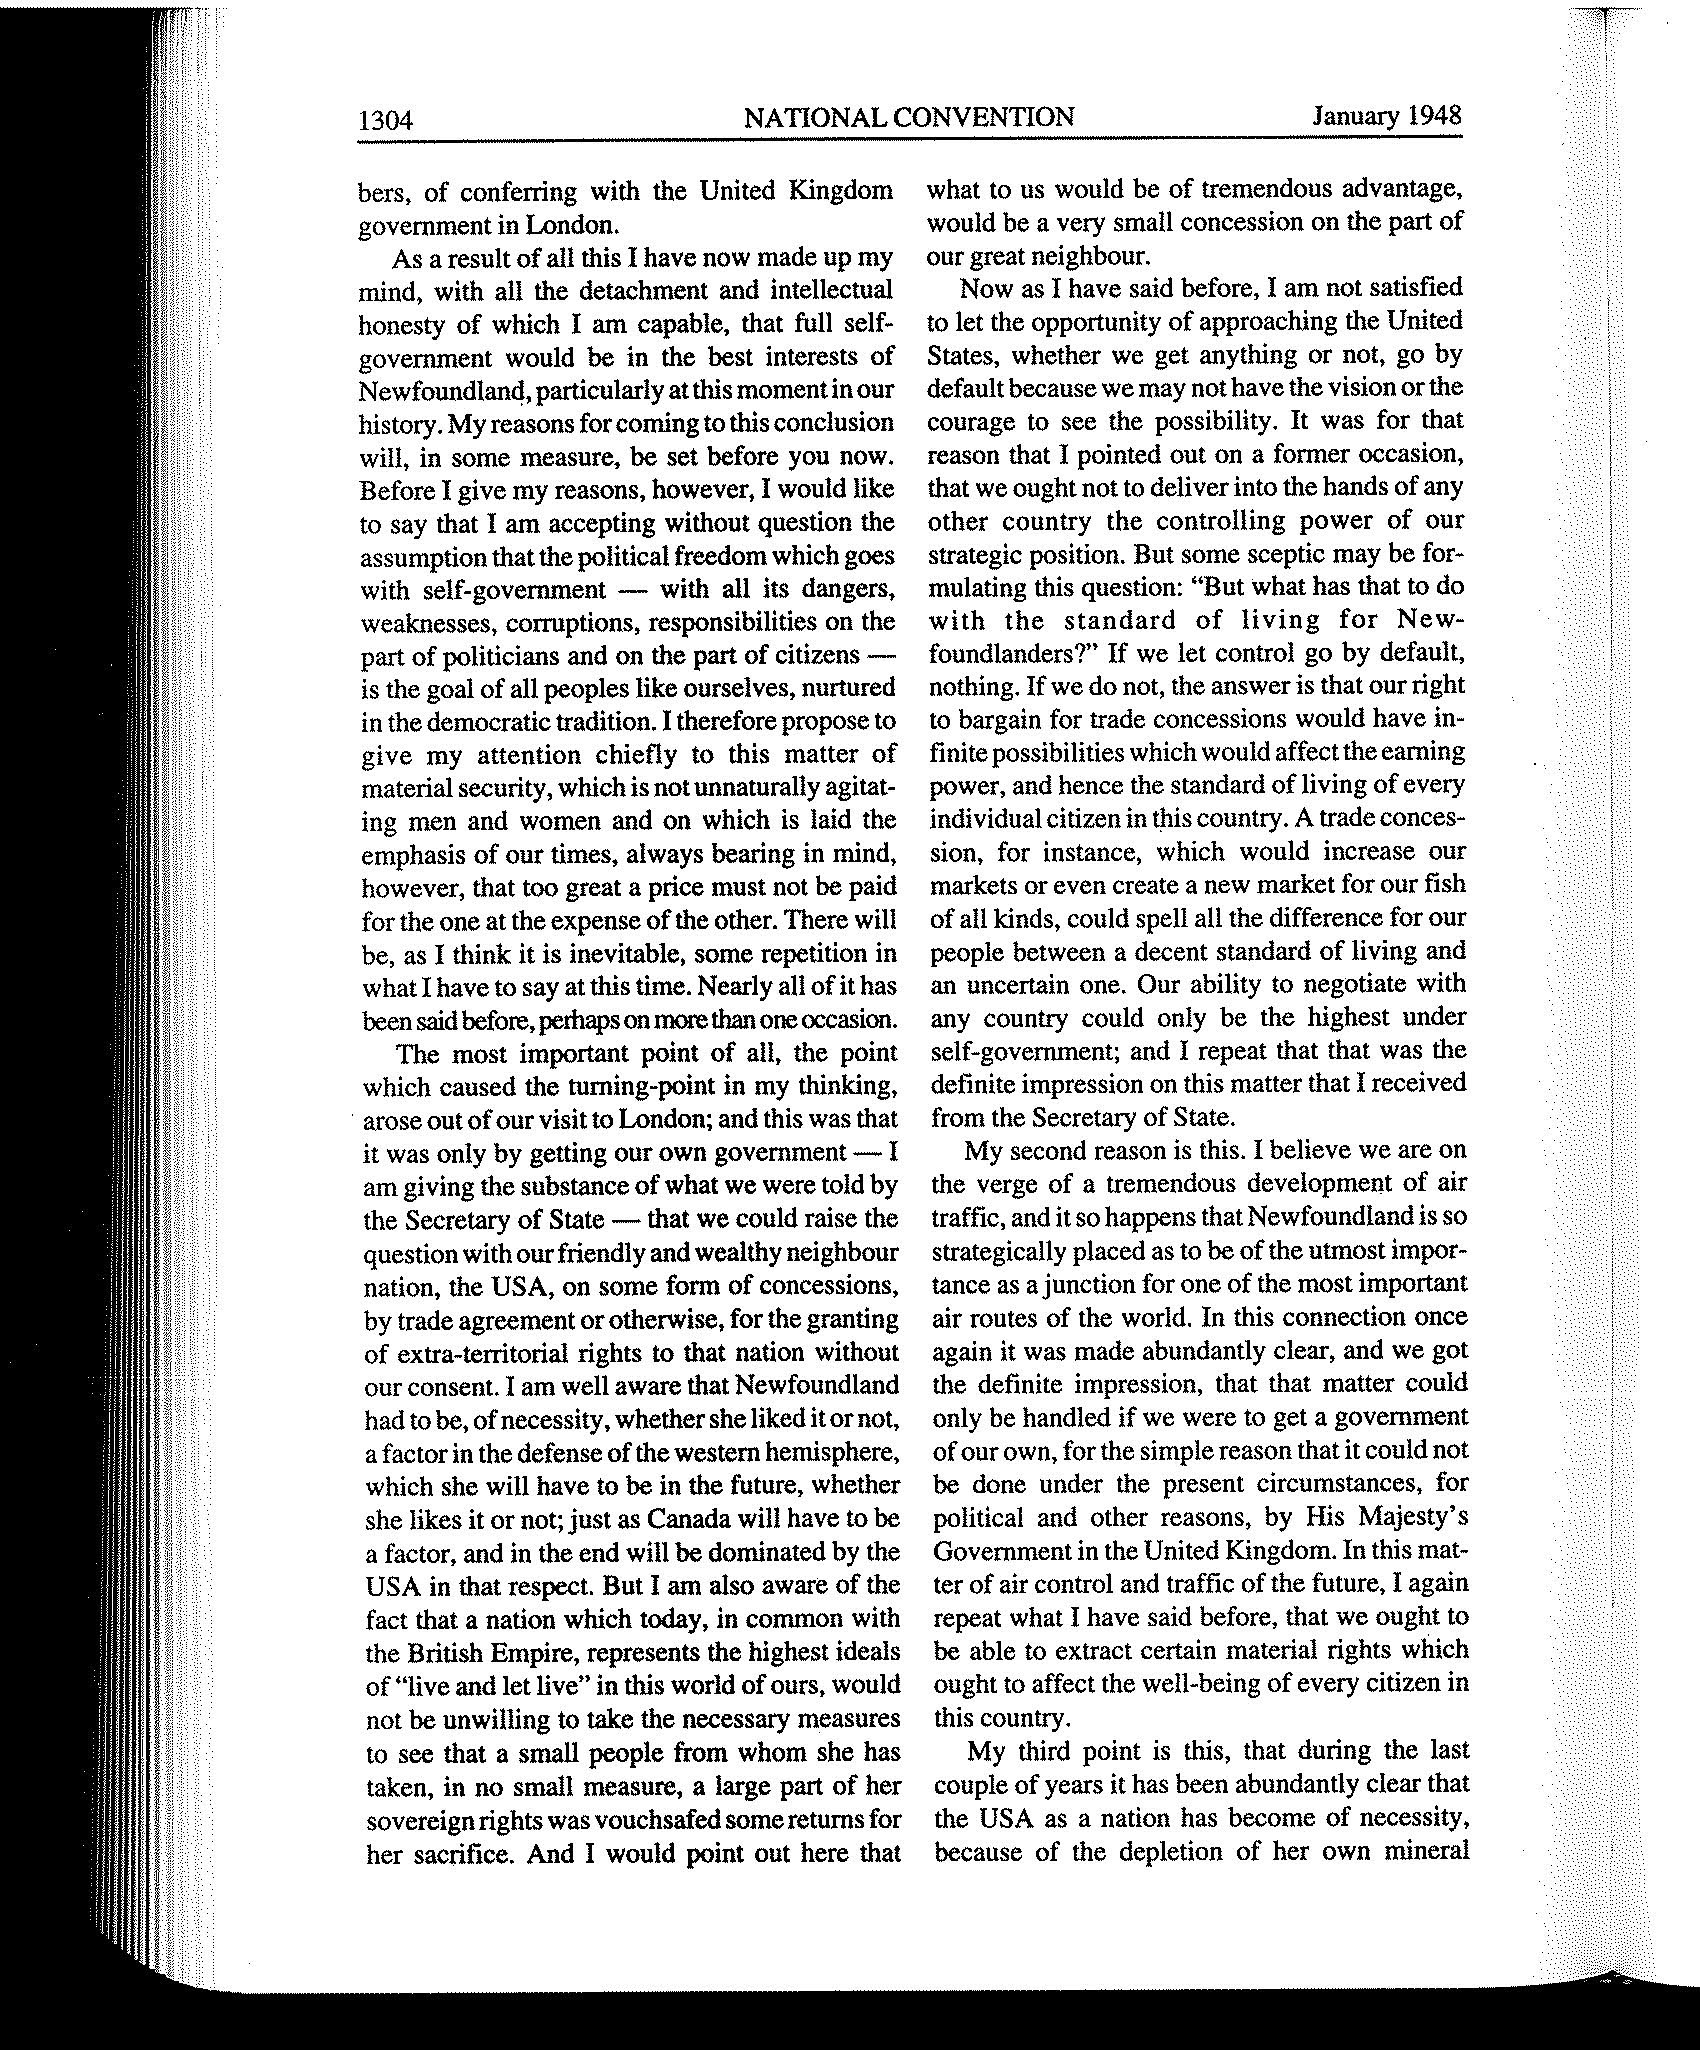 1304 NATIONAL CONVENTION January 1948
bers, of conferring with the United Kingdom
government in London.
As a result of all this I have now made up my
mind, with all the detachment and intellectual
honesty of which I am capable, that full self-
government would be in the best interests of
Newfoundland, particularly at this moment in our
history. My reasons for coming to this conclusion
will, in some measure, be set before you now.
Before I give my reasons, however, I would like
to say that I am accepting without question the
assumption that the political freedom which goes
with self-government — with all its dangers,
weaknesses, corruptions, responsibilities on the
part of politicians and on the part of citizens —
is the goal of all peoples like ourselves, nurtured
in the democratic tradition. I therefore propose to
give my attention chiefly to this matter of
material security, which is not unnaturally agitat-
ing men and women and on which is laid the
emphasis of our times, always bearing in mind,
however, that too great a price must not be paid
for the one at the expense of the other. There will
be, as I think it is inevitable, some repetition in
what I have to say at this time. Nearly all of it has
been said before, perhaps on more than one occasion.
The most important point of all, the point
which caused the turning-point in my thinking,
arose out of our visit to London; and this was that
it was only by getting our own government — I
am giving the substance of what we were told by
the Secretary of State — that we could raise the
question with our friendly and wealthy neighbour
nation, the USA, on some form of concessions,
by trade agreement or otherwise, for the granting
of extra-territorial rights to that nation without
our consent. I am well aware that Newfoundland
had to be, of necessity, whether she liked it or not,
a factor in the defense of the western hemisphere,
which she will have to be in the future, whether
she likes it or not; just as Canada will have to be
a factor, and in the end will be dominated by the
USA in that respect. But I am also aware of the
fact that a nation which today, in common with
the British Empire, represents the highest ideals
of "live and let live" in this world of ours, would
not be unwilling to take the necessary measures
to see that a small people from whom she has
taken, in no small measure, a large part of her
sovereign rights was vouchsafed some returns for
her sacrifice. And I would point out here that
what to us would be of tremendous advantage,
would be a very small concession on the part of
our great neighbour.
Now as I have said before, I am not satisfied
to let the opportunity of approaching the United
States, whether we get anything or not, go by
default because we may not have the vision or the
courage to see the possibility. It was for that
reason that I pointed out on a former occasion,
that we ought not to deliver into the hands of any
other country the controlling power of our
strategic position. But some sceptic may be for-
mulating this question: "But what has that to do
with the standard of living for New-
foundlanders?" If we let control go by default,
nothing. If we do not, the answer is that our right
to bargain for trade concessions would have in-
finite possibilities which would affect the earning
power, and hence the standard of living of every
individual citizen in this country. A trade conces-
sion, for instance, which would increase our
markets or even create a new market for our fish
of all kinds, could spell all the difference for our
people between a decent standard of living and
an uncertain one. Our ability to negotiate with
any country could only be the highest under
self-government; and I repeat that that was the
definite impression on this matter that I received
from the Secretary of State.
My second reason is this. I believe we are on
the verge of a tremendous development of air
traffic, and it so happens that Newfoundland is so
strategically placed as to be of the utmost impor-
tance as a junction for one of the most important
air routes of the world. In this connection once
again it was made abundantly clear, and we got
the definite impression, that that matter could
only be handled if we were to get a government
of our own, for the simple reason that it could not
be done under the present circumstances, for
political and other reasons, by His Majesty's
Government in the United Kingdom. In this mat-
ter of air control and traffic of the future, I again
repeat what I have said before, that we ought to
be able to extract certain material rights which
ought to affect the well-being of every citizen in
this country.
My third point is this, that during the last
couple of years it has been abundantly clear that
the USA as a nation has become of necessity,
because of the depletion of her own mineral